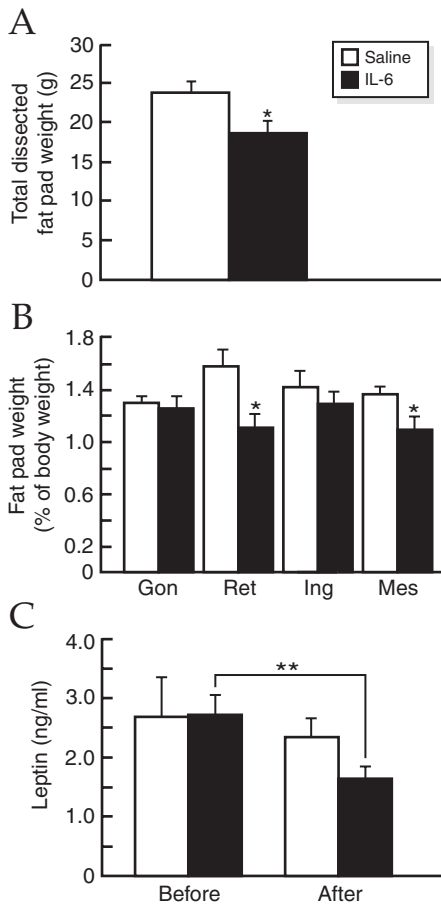 A
Total dissected
fat pad weight (g)
30
25
20
15
10
5
0
Saline
IL-6
*
B
Fat pad weight
(% of body weight)
1.8
1.4
1.0
0.6
0.2
0
*
*
Gon Ret Ing Mes
C
Leptin (ng/ml)
4.0
3.0
2.0
1.0
0
**
Before After